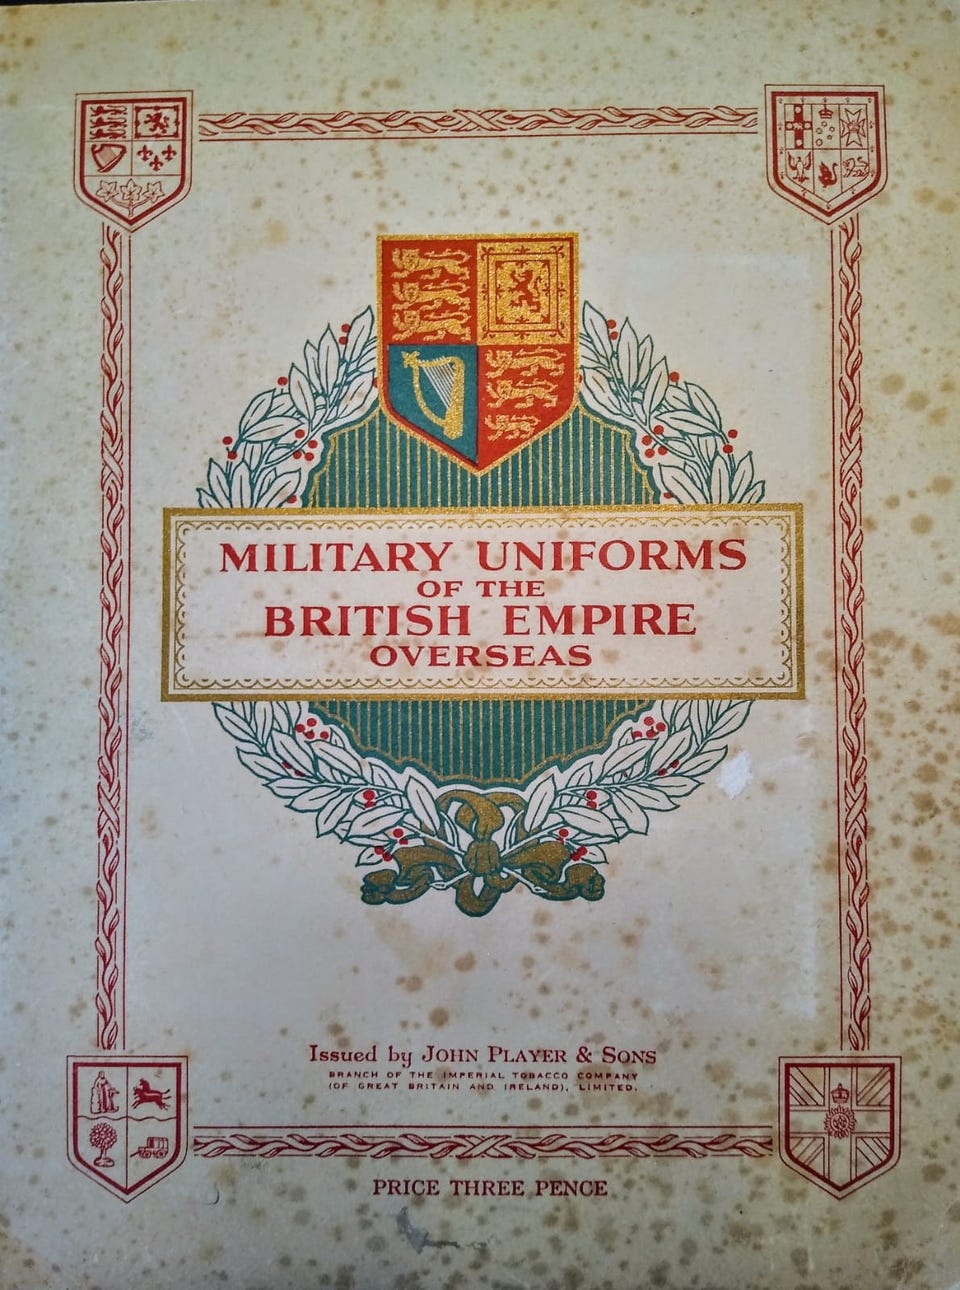 MILITARY UNIFORMS
OF THE
BRITISH EMPIRE
OVERSEAS
Issued by JOHN PLAYER & SONS
BRANCH OF THE IMPERIAL TOBACCO COMPANY
(OF GREAT BRITAIN AND IRELAND), LIMITED.
PRICE THREE PENCE